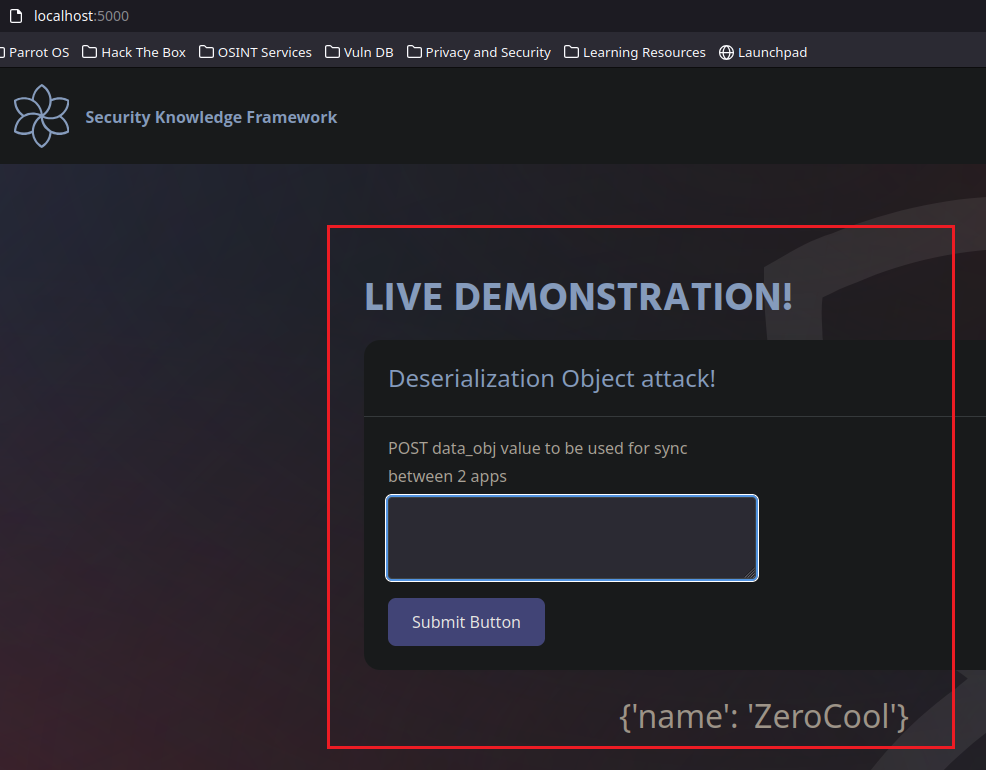 localhost:5000
Parrot OS Hack The Box OSINT Services Vuln DB Privacy and Security Learning Resources Launchpad
Security Knowledge Framework
LIVE DEMONSTRATION!
Deserialization Object attack!
POST data_obj value to be used for sync
between 2 apps
Submit Button
{'name': 'ZeroCool'}